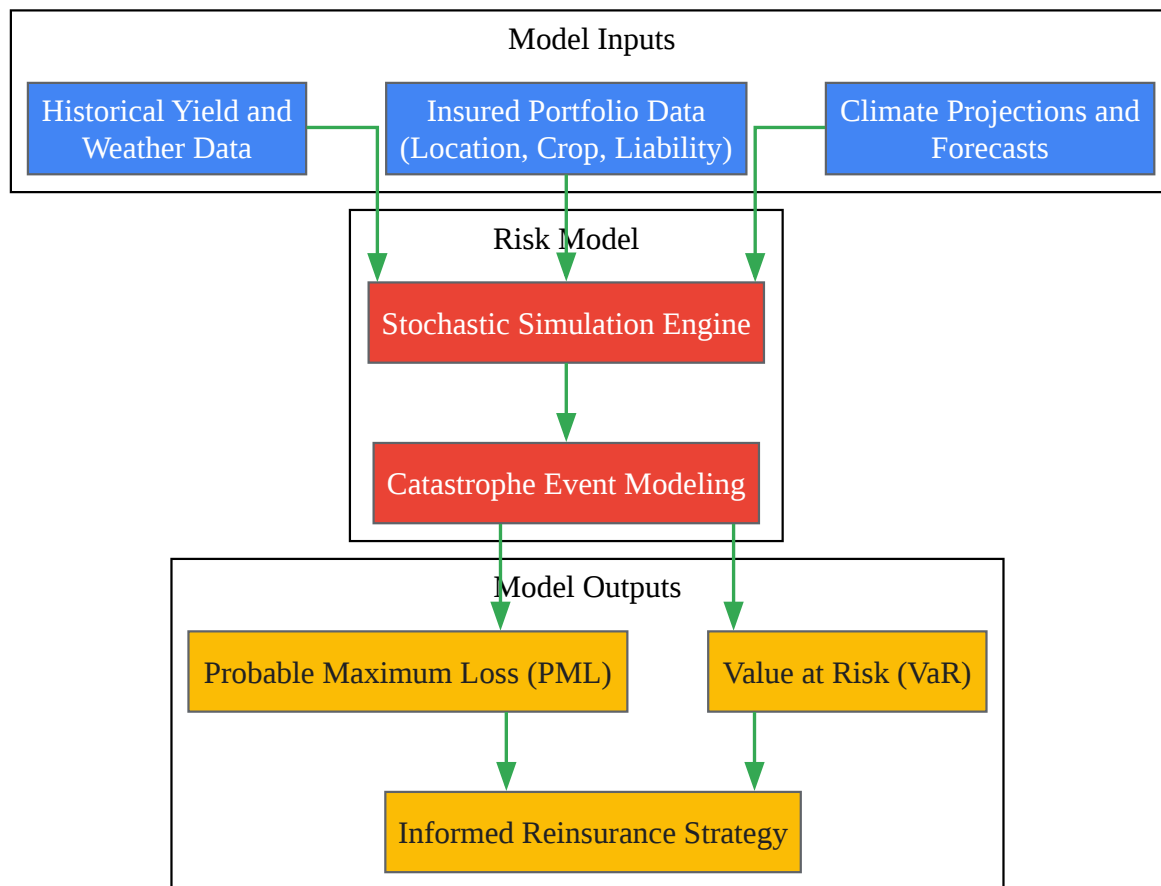 Model Inputs
Historical Yield and
Weather Data
Insured Portfolio Data
(Location, Crop, Liability)
Climate Projections and
Forecasts
Risk Model
Stochastic Simulation Engine
Catastrophe Event Modeling
Model Outputs
Probable Maximum Loss (PML)
Value at Risk (VaR)
Informed Reinsurance Strategy